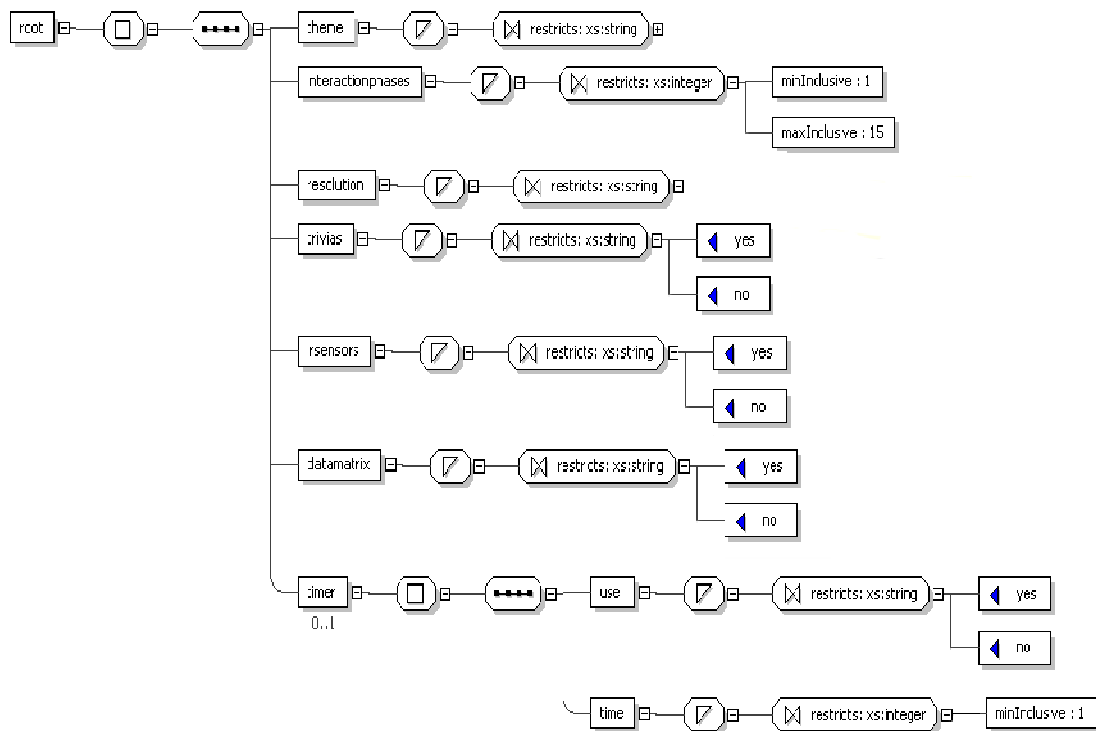 root
theme
restricts: xs:string
interactionphases
restricts: xs:integer
minInclusive : 1
maxInclusive : 15
resolution
restricts: xs:string
trivias
restricts: xs:string
yes
no
rsensors
restricts: xs:string
yes
no
datamatrix
restricts: xs:string
yes
no
timer
0..1
use
restricts: xs:string
yes
no
time
restricts: xs:integer
minInclusive : 1